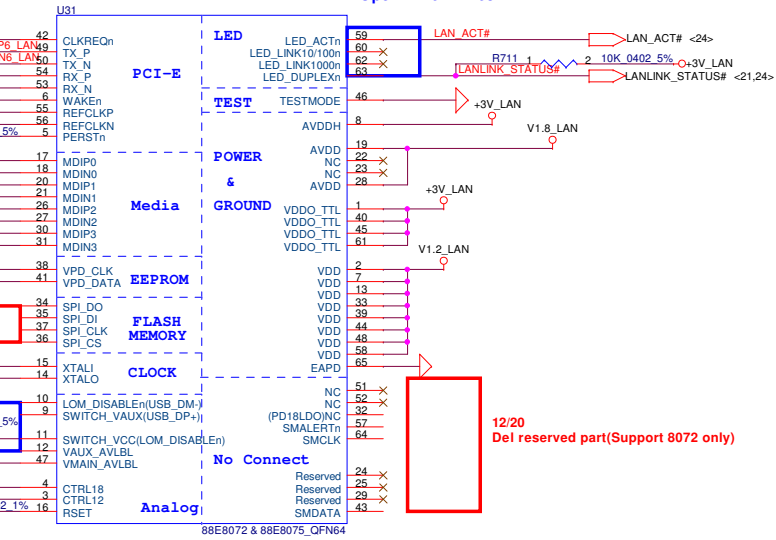 U31
LED
PCI-E
TEST
POWER
&
GROUND
Media
EEPROM
FLASH
MEMORY
CLOCK
No Connect
Analog
P6_LAN
N6_LAN
_5%
_5%
2_1%
42 CLKREQn
49 TX_P
50 TX_N
54 RX_P
53 RX_N
6 WAKEn
55 REFCLKP
56 REFCLKN
5 PERSTn
17 MDIP0
18 MDIN0
20 MDIP1
21 MDIN1
26 MDIP2
27 MDIN2
30 MDIP3
31 MDIN3
38 VPD_CLK
41 VPD_DATA
34 SPI_DO
35 SPI_DI
37 SPI_CLK
36 SPI_CS
15 XTALI
14 XTALO
10 LOM_DISABLEn(USB_DM-)
9 SWITCH_VAUX(USB_DP+)
11 SWITCH_VCC(LOM_DISABLEn)
12 VAUX_AVLBL
47 VMAIN_AVLBL
4 CTRL18
3 CTRL12
16 RSET
LED_ACTn 59
LED_LINK10/100n 60
LED_LINK1000n 62
LED_DUPLEXn 63
TESTMODE 46
AVDDH 8
AVDD 19
NC 22
NC 23
AVDD 28
VDDO_TTL 1
VDDO_TTL 40
VDDO_TTL 45
VDDO_TTL 61
VDD 2
VDD 7
VDD 13
VDD 33
VDD 39
VDD 44
VDD 48
VDD 58
EAPD 65
NC 51
NC 52
(PD18LDO)NC 32
SMALERTn 57
SMCLK 64
Reserved 24
Reserved 25
Reserved 29
SMDATA 43
88E8072 & 88E8075_QFN64
LAN_ACT#
LAN_ACT# <24>
R711 1 2 10K_0402_5%
+3V_LAN
LANLINK_STATUS#
LANLINK_STATUS# <21,24>
+3V_LAN
V1.8_LAN
+3V_LAN
V1.2_LAN
12/20
Del reserved part(Support 8072 only)